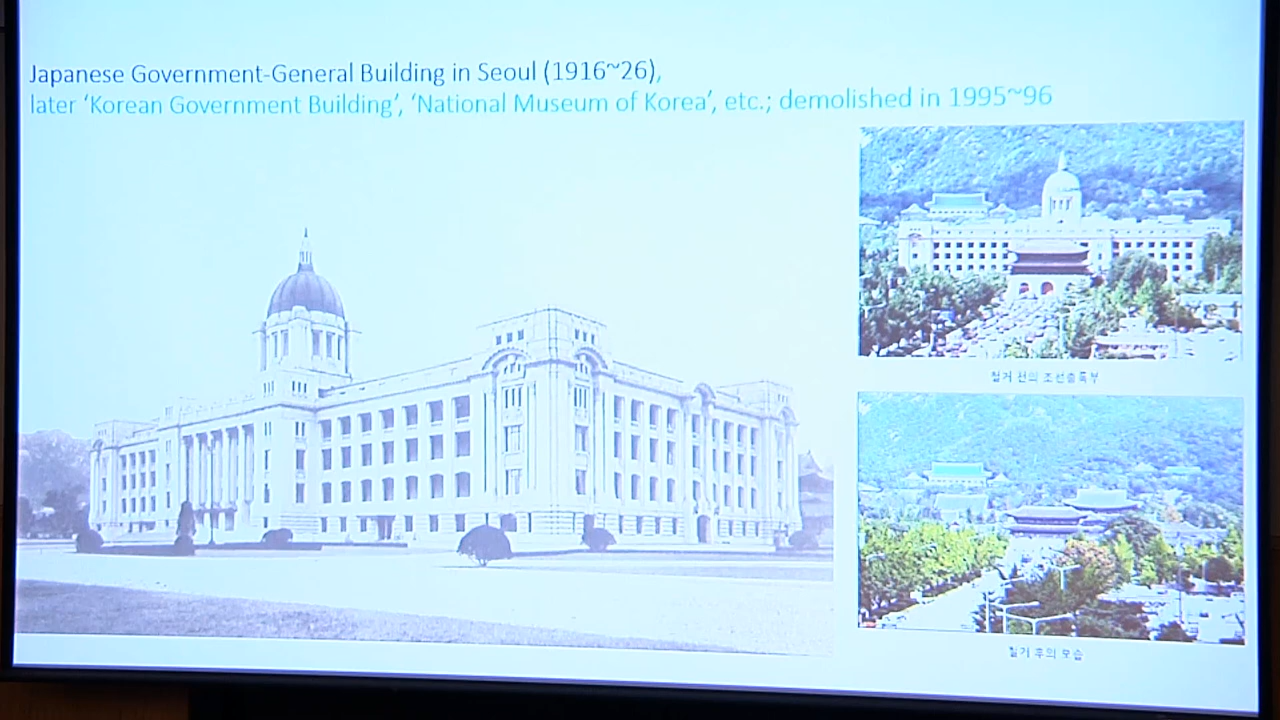 Japanese Government-General Building in Seoul (1916~26),
later ‘Korean Government Building’, ‘National Museum of Korea’, etc.; demolished in 1995~96
철거 전의 조선총독부
철거 후의 모습